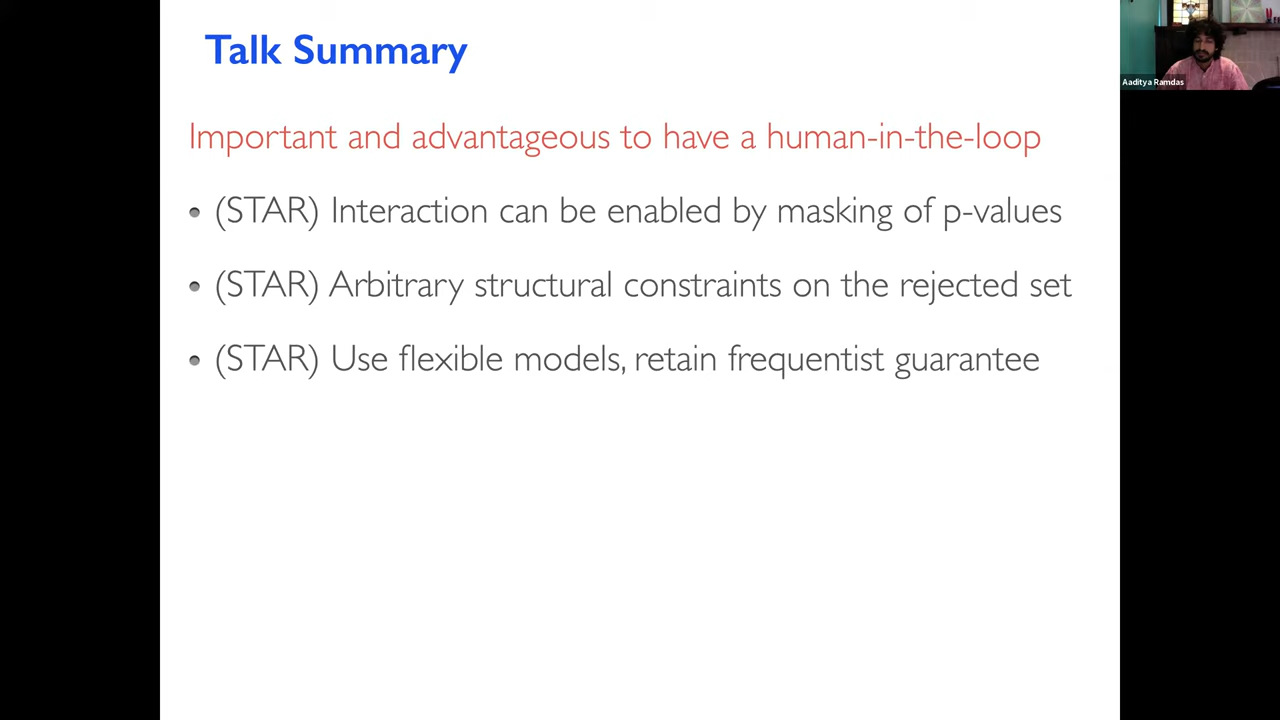 Talk Summary
Aaditya Ramdas
Important and advantageous to have a human-in-the-loop
• (STAR) Interaction can be enabled by masking of p-values
• (STAR) Arbitrary structural constraints on the rejected set
• (STAR) Use flexible models, retain frequentist guarantee